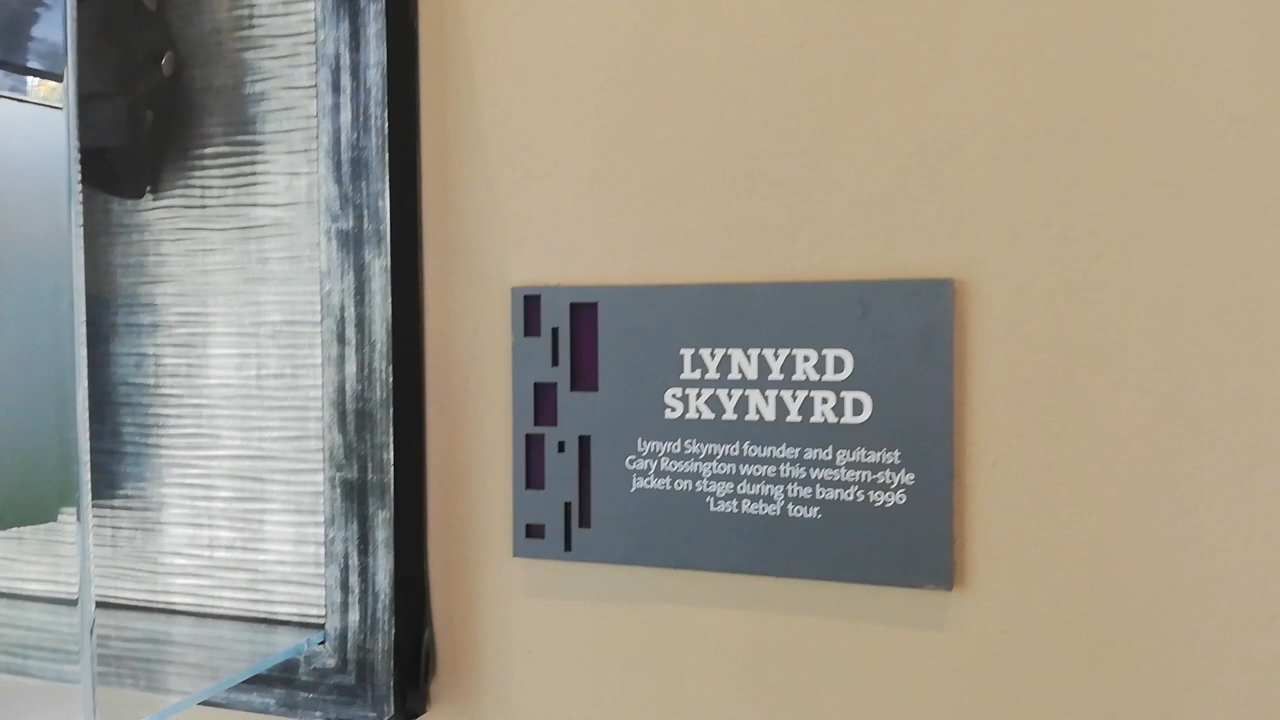 LYNYRD
SKYNYRD
Lynyrd Skynyrd founder and guitarist
Gary Rossington wore this western-style
jacket on stage during the band's 1996
'Last Rebel' tour.